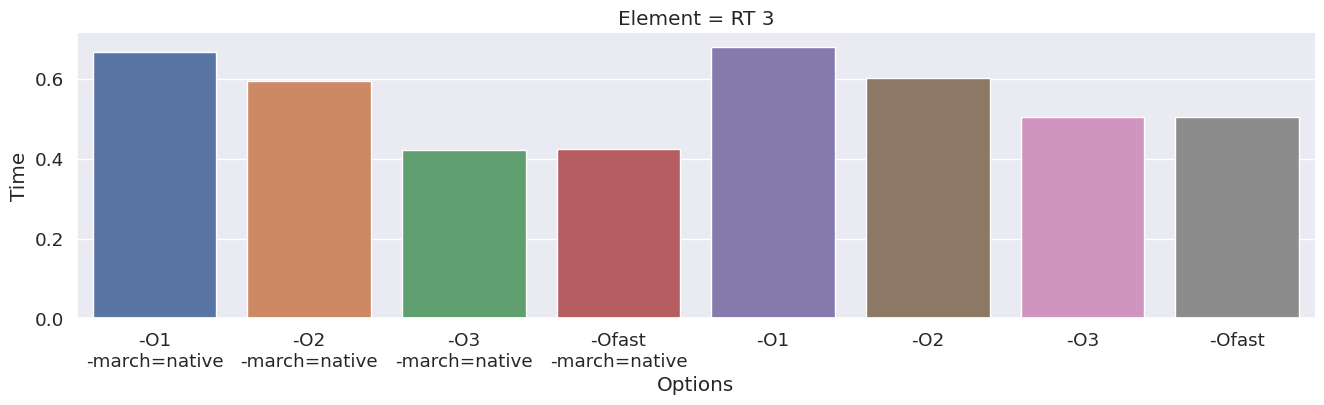 Element = RT 3
Time
0.6
0.4
0.2
0.0
-O1 -O2 -O3 -Ofast -O1 -O2 -O3 -Ofast
-march=native -march=native -march=native -march=native
Options